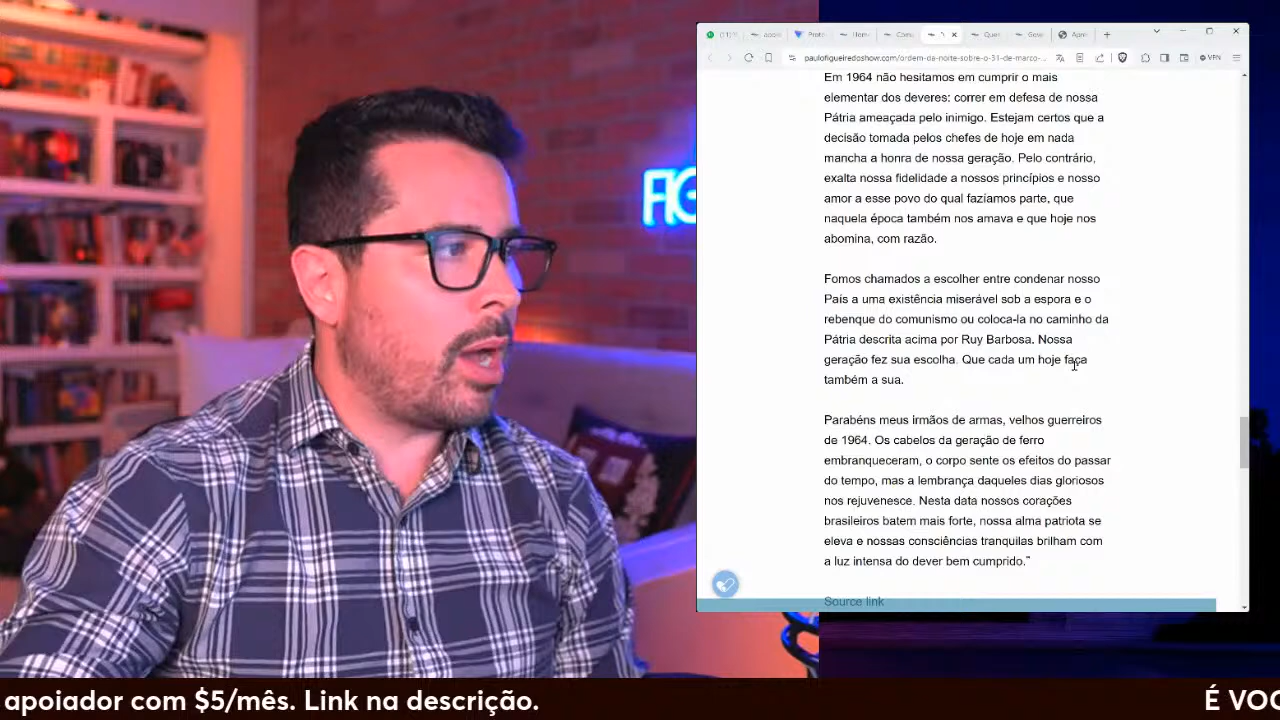 FIG
paulofigueiredoshow.com/ordem-da-noite-sobre-o-31-de-marco-...
VPN
Em 1964 não hesitamos em cumprir o mais
elementar dos deveres: correr em defesa de nossa
Pátria ameaçada pelo inimigo. Estejam certos que a
decisão tomada pelos chefes de hoje em nada
mancha a honra de nossa geração. Pelo contrário,
exalta nossa fidelidade a nossos princípios e nosso
amor a esse povo do qual fazíamos parte, que
naquela época também nos amava e que hoje nos
abomina, com razão.
Fomos chamados a escolher entre condenar nosso
País a uma existência miserável sob a espora e o
rebenque do comunismo ou coloca-la no caminho da
Pátria descrita acima por Ruy Barbosa. Nossa
geração fez sua escolha. Que cada um hoje faça
também a sua.
Parabéns meus irmãos de armas, velhos guerreiros
de 1964. Os cabelos da geração de ferro
embranqueceram, o corpo sente os efeitos do passar
do tempo, mas a lembrança daqueles dias gloriosos
nos rejuvenesce. Nesta data nossos corações
brasileiros batem mais forte, nossa alma patriota se
eleva e nossas consciências tranquilas brilham com
a luz intensa do dever bem cumprido."
Source link
apoiador com $5/mês. Link na descrição.
É VOC